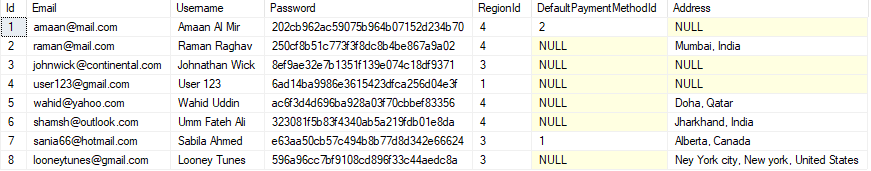 Id Email Username Password RegionId DefaultPaymentMethodId Address
1 amaan@mail.com Amaan Al Mir 202cb962ac59075b964b07152d234b70 4 2 NULL
2 raman@mail.com Raman Raghav 250cf8b51c773f3f8dc8b4be867a9a02 4 NULL Mumbai, India
3 johnwick@continental.com Johnathan Wick 8ef9ae32e7b1351f139e074c18df9371 3 NULL NULL
4 user123@gmail.com User 123 6ad14ba9986e3615423dfca256d04e3f 1 NULL NULL
5 wahid@yahoo.com Wahid Uddin ac6f3d4d696ba928a03f70cbbef83356 4 NULL Doha, Qatar
6 shamsh@outlook.com Umm Fateh Ali 323081f5b83f4340ab5a219fdb01e8da 4 NULL Jharkhand, India
7 sania66@hotmail.com Sabila Ahmed e63aa50cb57c494b8b77d8d342e66624 3 1 Alberta, Canada
8 looneytunes@gmail.com Looney Tunes 596a96cc7bf9108cd896f33c44aedc8a 3 NULL Ney York city, New york, United States